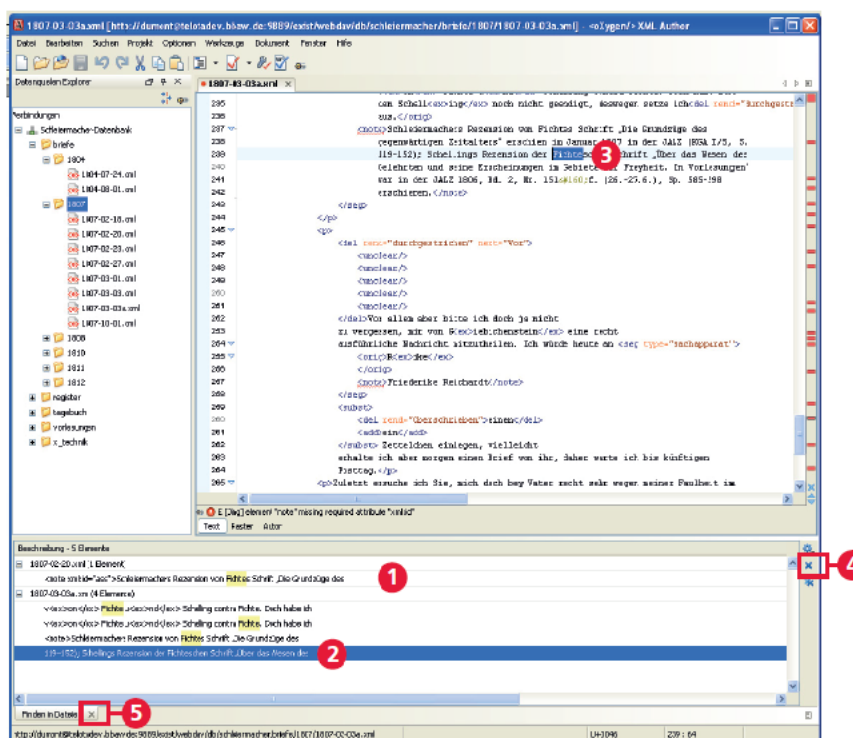 1807-03-03a.xml [http://dumont@telotadev.bbaw.de:9889/exist/webdav/db/schleiermacher/briefe/1807/1807-03-03a.xml] - <oXygen/> XML Author
Datei Bearbeiten Suchen Projekt Optionen Werkzeuge Dokument Fenster Hilfe
Datenquellen Explorer
1807-03-03a.xml
Verbindungen
Schleiermacher-Datenbank
briefe
1804
1804-07-24.xml
1804-08-01.xml
1807
1807-02-18.xml
1807-02-20.xml
1807-02-23.xml
1807-02-27.xml
1807-03-01.xml
1807-03-03.xml
1807-03-03a.xml
1807-10-01.xml
1808
1810
1811
1812
register
tagebuch
vorlesungen
x_technik
235 Schell<ex>ing</ex> noch nicht geendigt, deswegen setze ich<del rend="durchgestr
236 aus.</orig>
237 <note>Schleiermachers Rezension von Fichtes Schrift „Die Grundzüge des
238 gegenwärtigen Zeitalters" erschien im Januar 1807 in der JALZ (KGA I/5, S.
239 119-152); Schellings Rezension der Fichte 3 Schrift „Über das Wesen des
240 Gelehrten und seine Erscheinungen im Gebiete der Freyheit. In Vorlesungen"
241 war in der JALZ 1806, Bd. 2, Nr. 151&#160;f. (26.-27.6.), Sp. 585-598
242 erschienen.</note>
243 </seg>
244 </p>
245 <p>
246 <del rend="durchgestrichen" next="Vor">
247 <unclear/>
248 <unclear/>
249 <unclear/>
250 <unclear/>
251 <unclear/>
252 </del>Vor allem aber bitte ich doch ja nicht
253 zu vergessen, mir von G<ex>iebichenstein</ex> eine recht
254 ausführliche Nachricht mitzutheilen. Ich würde heute an <seg type="sachapparat">
255 <orig>R<ex>ike</ex>
256 </orig>
257 <note>Friederike Reichardt</note>
258 </seg>
259 <subst>
260 <del rend="überschrieben">einen</del>
261 <add>ein</add>
262 </subst> Zettelchen einlegen, vielleicht
263 erhalte ich aber morgen einen Brief von ihr, daher warte ich bis künftigen
264 Posttag.</p>
265 <p>Zuletzt ersuche ich Sie, mich doch bey Vater recht sehr wegen meiner Faulheit im
E [Jing] element "note" missing required attribute "xml:id"
Text Raster Autor
Beschreibung - 5 Elemente
1807-02-20.xml (1 Element)
<note xml:id="ass">Schleiermachers Rezension von Fichtes Schrift „Die Grundzüge des
1
4
1807-03-03a.xml (4 Elemente)
v<ex>on</ex> Fichte u<ex>nd</ex> Schelling contra Fichte. Doch habe ich
v<ex>on</ex> Fichte u<ex>nd</ex> Schelling contra Fichte. Doch habe ich
<note>Schleiermachers Rezension von Fichtes Schrift „Die Grundzüge des
119-152); Schellings Rezension der Fichteschen Schrift „Über das Wesen des
2
Finden in Dateien
5
http://dumont@telotadev.bbaw.de:9889/exist/webdav/db/schleiermacher/briefe/1807/1807-03-03a.xml
U+0046 239 : 64